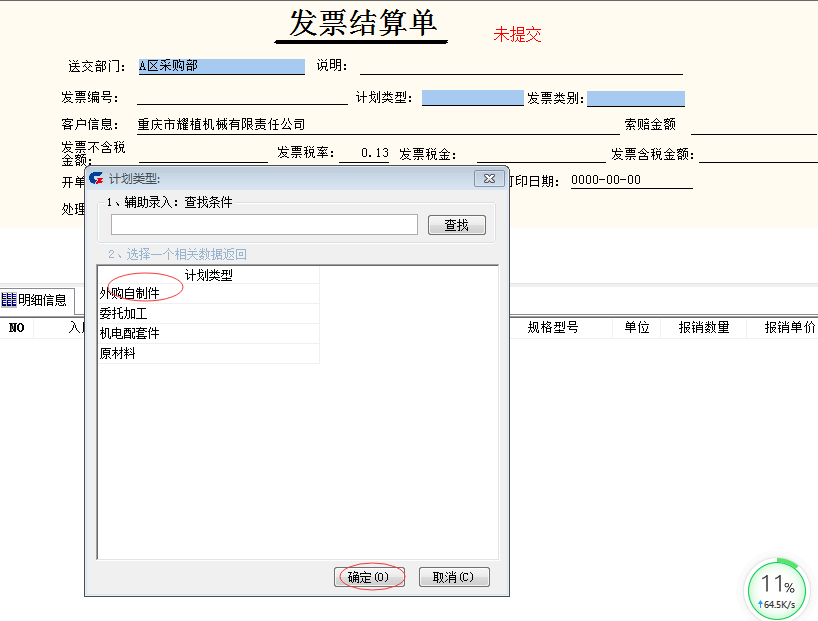 发票结算单
未提交
送交部门: A区采购部 说明:
发票编号: 计划类型: 发票类别:
客户信息: 重庆市耀植机械有限责任公司 索赔金额
发票不含税金额: 发票税率: 0.13 发票税金: 发票含税金额:
开单 打印日期: 0000-00-00
处理
计划类型:
1、辅助录入: 查找条件
查找
2、选择一个相关数据返回
计划类型
外购自制件
委托加工
机电配套件
原材料
确定(O) 取消(C)
明细信息
NO 入 规格型号 单位 报销数量 报销单价
11%
↑64.5K/s